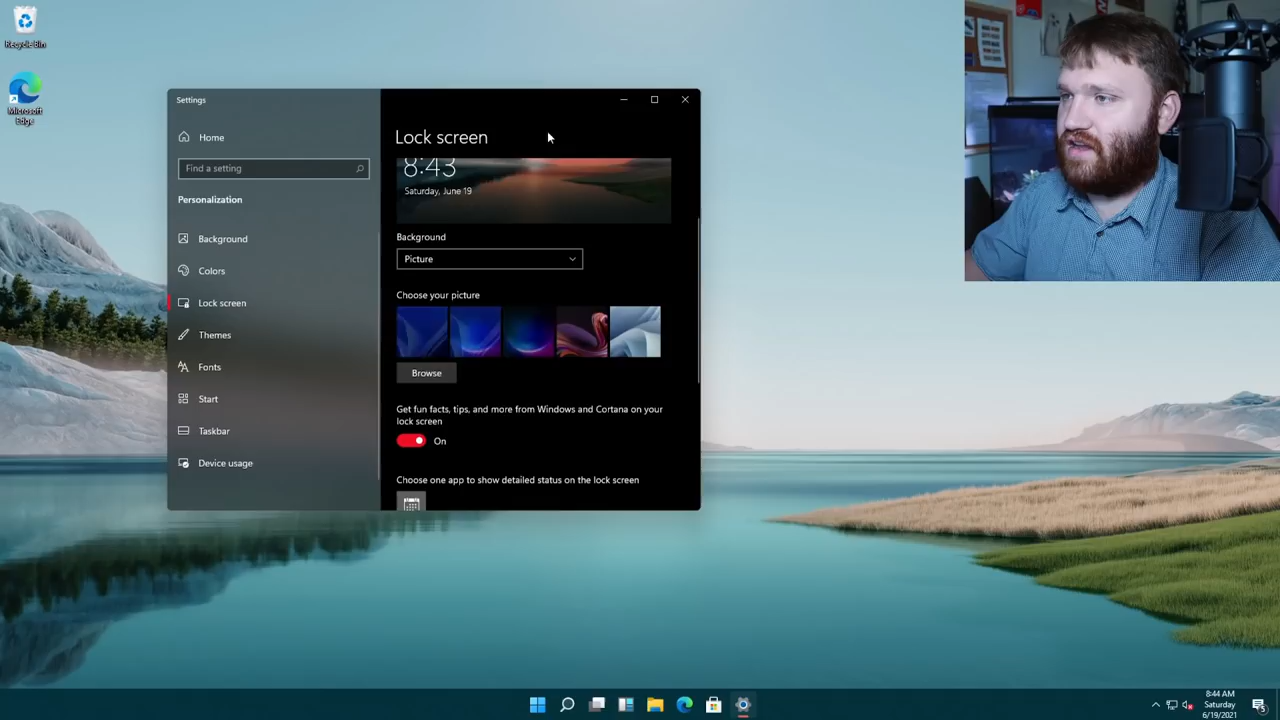 Recycle Bin
Microsoft
Edge
Settings
Home
Find a setting
Personalization
Background
Colors
Lock screen
Themes
Fonts
Start
Taskbar
Device usage
Lock screen
8:43
Saturday, June 19
Background
Picture
Choose your picture
Browse
Get fun facts, tips, and more from Windows and Cortana on your
lock screen
On
Choose one app to show detailed status on the lock screen
8:44 AM
Saturday
6/19/2021